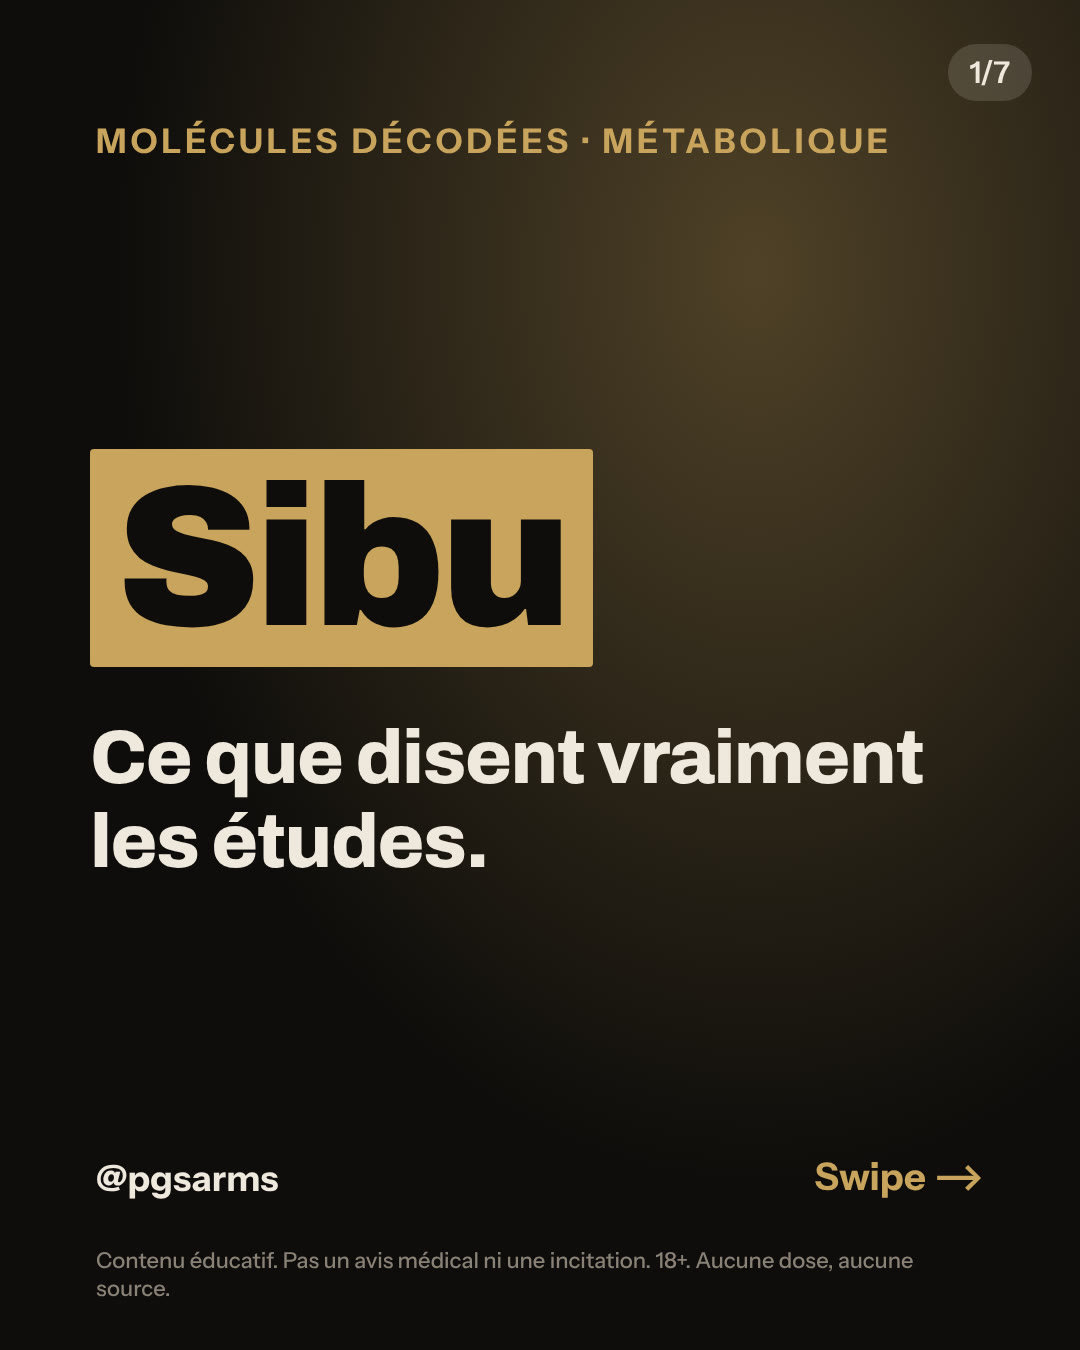 1/7
MOLÉCULES DÉCODÉES · MÉTABOLIQUE
Sibu
Ce que disent vraiment
les études.
@pgsarms
Swipe →
Contenu éducatif. Pas un avis médical ni une incitation. 18+. Aucune dose, aucune
source.